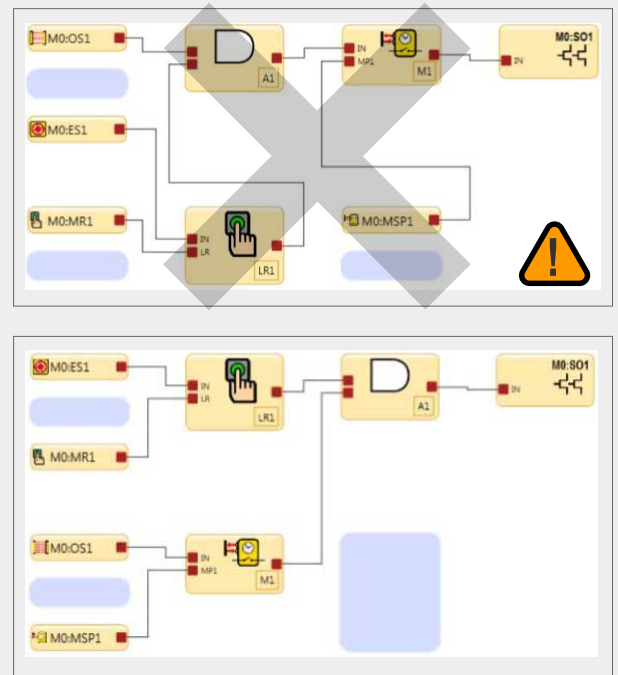 M0:OS1
A1
IN
MP1
M1
M0:SO1
IN
M0:ES1
M0:MR1
IN
LR
LR1
M0:MSP1
!
M0:ES1
IN
LR
LR1
A1
M0:SO1
IN
M0:MR1
M0:OS1
IN
MP1
M1
M0:MSP1